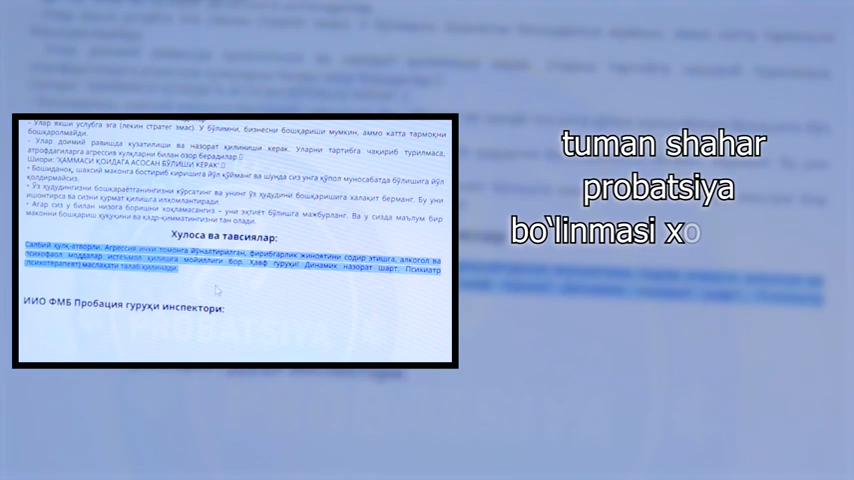 - Улар яхши услубга эга (лекин стратег эмас). У бўлимни, бизнесни бошқариши мумкин, аммо катта тармоқни
бошқаролмайди.
- Улар доимий равишда кузатилиши ва назорат қилиниши керак. Уларни тартибга чақириб турилмаса,
атрофдагиларга агрессив хулқларни билан озор берадилар.
Шиори: 'ҲАММАСИ ҚОИДАГА АСОСАН БЎЛИШИ КЕРАК'.
• Бошиданоқ, шахсий маконга бостириб киришига йўл қўйманг ва шунда сиз унга қўпол муносабатда бўлишига йўл
қолдирмайсиз.
• Ўз ҳудудингизни бошқараётганингизни кўрсатинг ва унинг ўз ҳудудини бошқаришига халақит берманг. Бу уни
ишонтирса ва сизни ҳурмат қилишга илҳомлантиради.
• Агар сиз у билан низога боришни хоҳламасангиз – уни эҳтиёт бўлишга мажбурланг. Ва у сизда маълум бир
маконни бошқариш ҳуқуқини ва қадр-қимматингизни тан олади.
Хулоса ва тавсиялар:
Салбий хулқ-атворли. Агрессия ички томонга йўналтирилган, фирибгарлик жиноятини содир этишга, алкогол ва
психофаол моддалар истеъмол қилишга мойиллиги бор. Хавф гуруҳи! Динамик назорат шарт. Психиатр
(психотерапевт) маслаҳати талаб қилинади.
ИИО ФМБ Пробация гуруҳи инспектори:
PROBATSIYA
tuman shahar
probatsiya
bo‘linmasi xo